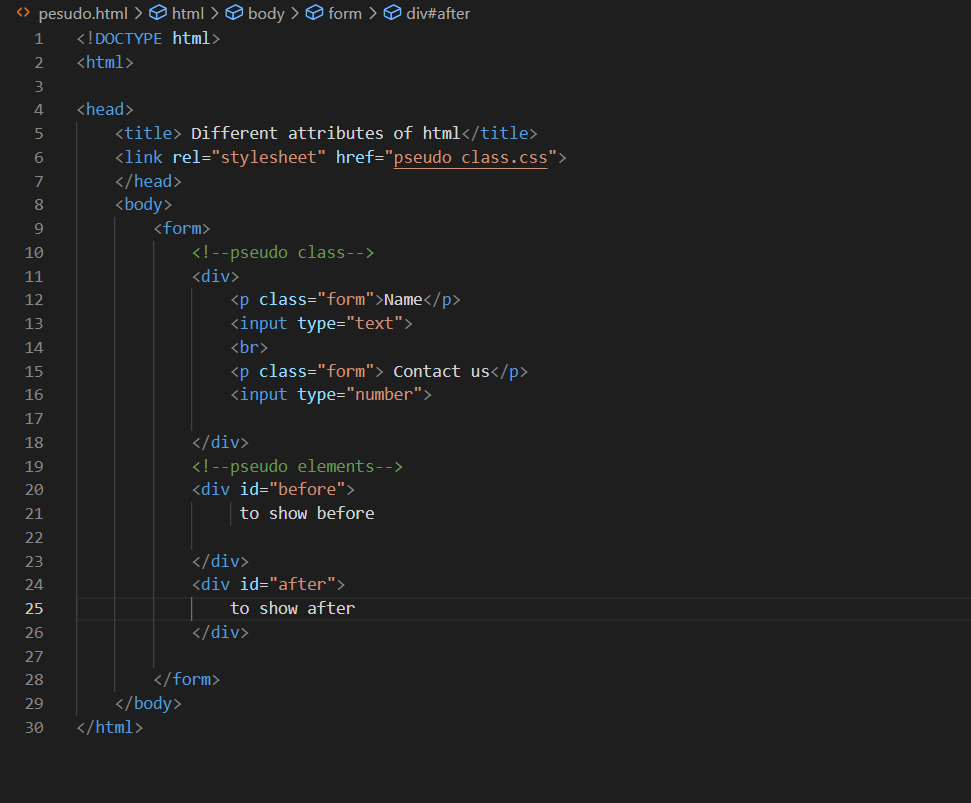 <> pesudo.html > html > body > form > div#after
1 <!DOCTYPE html>
2 <html>
3
4 <head>
5 <title> Different attributes of html</title>
6 <link rel="stylesheet" href="pseudo class.css">
7 </head>
8 <body>
9 <form>
10 <!--pseudo class-->
11 <div>
12 <p class="form">Name</p>
13 <input type="text">
14 <br>
15 <p class="form"> Contact us</p>
16 <input type="number">
17
18 </div>
19 <!--pseudo elements-->
20 <div id="before">
21 to show before
22
23 </div>
24 <div id="after">
25 to show after
26 </div>
27
28 </form>
29 </body>
30 </html>